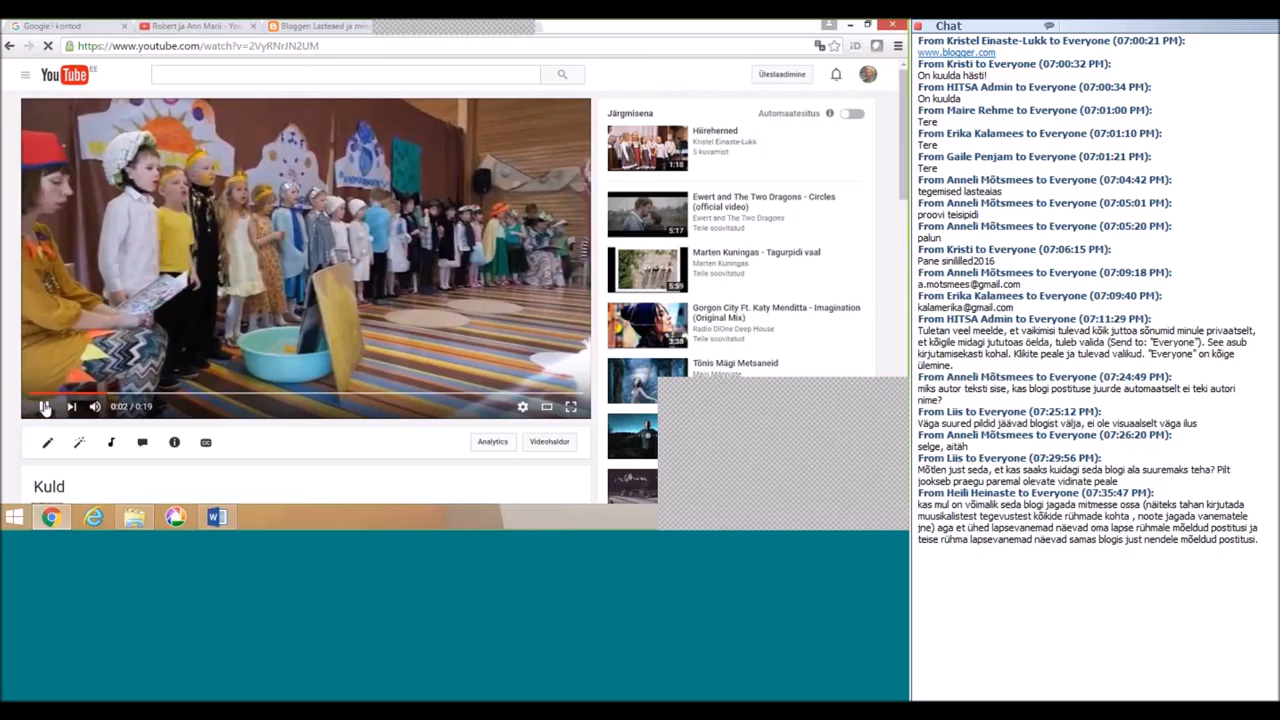 Google'i kontod
Robert ja Ann Marii - You
Blogger: Lasteaed ja min
https://www.youtube.com/watch?v=2VyRNrJN2UM
YouTube EE
Üleslaadimine
Järgmisena
Automaatesitus
Hiireherned
Kristel Einaste-Lukk
5 kuvamist
1:18
Ewert and The Two Dragons - Circles
(official video)
Ewert and The Two Dragons
Teile soovitatud
5:17
Marten Kuningas - Tagurpidi vaal
Marten Kuningas
Teile soovitatud
5:59
Gorgon City Ft. Katy Menditta - Imagination
(Original Mix)
Radio DiOne Deep House
Teile soovitatud
3:38
Tõnis Mägi Metsaneid
Marii Männiste
0:02 / 0:19
Analytics
Videohaldur
Kuld
Chat
From Kristel Einaste-Lukk to Everyone (07:00:21 PM):
www.blogger.com
From Kristi to Everyone (07:00:32 PM):
On kuulda hästi!
From HITSA Admin to Everyone (07:00:34 PM):
On kuulda
From Maire Rehme to Everyone (07:01:00 PM):
Tere
From Erika Kalamees to Everyone (07:01:10 PM):
Tere
From Gaile Penjam to Everyone (07:01:21 PM):
Tere
From Anneli Mõtsmees to Everyone (07:04:42 PM):
tegemised lasteaias
From Anneli Mõtsmees to Everyone (07:05:01 PM):
proovi teisipidi
From Anneli Mõtsmees to Everyone (07:05:20 PM):
palun
From Kristi to Everyone (07:06:15 PM):
Pane sinililled2016
From Anneli Mõtsmees to Everyone (07:09:18 PM):
a.motsmees@gmail.com
From Erika Kalamees to Everyone (07:09:40 PM):
kalamerika@gmail.com
From HITSA Admin to Everyone (07:11:29 PM):
Tuletan veel meelde, et vaikimisi tulevad kõik juttoa sõnumid minule privaatselt,
et kõigile midagi jututoas öelda, tuleb valida (Send to: "Everyone"). See asub
kirjutamisekasti kohal. Klikite peale ja tulevad valikud. "Everyone" on kõige
ülemine.
From Anneli Mõtsmees to Everyone (07:24:49 PM):
miks autor teksti sise, kas blogi postituse juurde automaatselt ei teki autori
nime?
From Liis to Everyone (07:25:12 PM):
Väga suured pildid jäävad blogist välja, ei ole visuaalselt väga ilus
From Anneli Mõtsmees to Everyone (07:26:20 PM):
selge, aitäh
From Liis to Everyone (07:29:56 PM):
Mõtlen just seda, et kas saaks kuidagi seda blogi ala suuremaks teha? Pilt
jookseb praegu paremal olevate vidinate peale
From Heili Heinaste to Everyone (07:35:47 PM):
kas mul on võimalik seda blogi jagada mitmesse ossa (näiteks tahan kirjutada
muusikalistest tegevustest kõikide rühmade kohta , noote jagada vanematele
jne) aga et ühed lapsevanemad näevad oma lapse rühmale mõeldud postitusi ja
teise rühma lapsevanemad näevad samas blogis just nendele mõeldud postitusi.